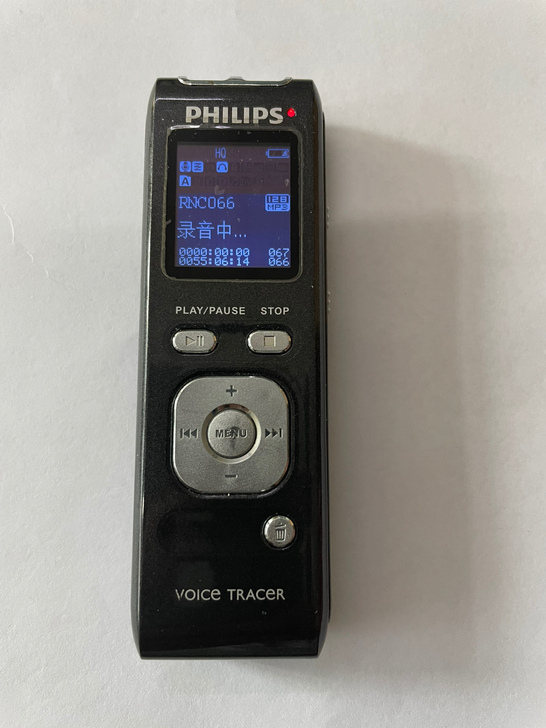 PHILIPS
HQ
A
RNC066 128
MP3
录音中...
0000:00:00 067
0055:06:14 066
PLAY/PAUSE STOP
+
MENU
−
VOICE TRACER